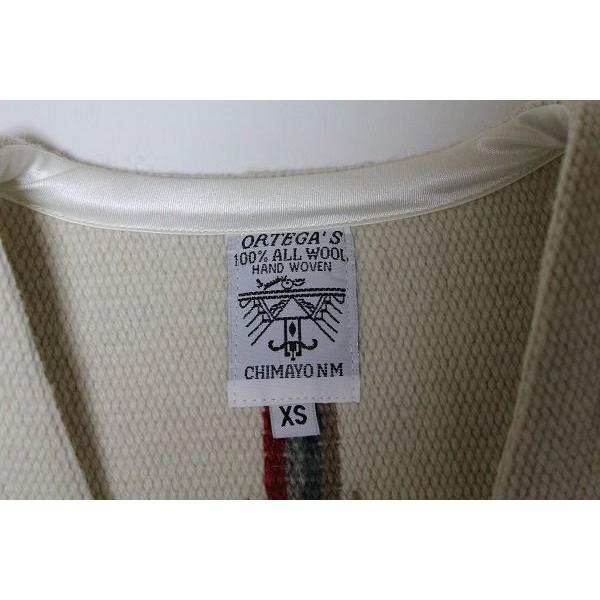 ORTEGA'S
100% ALL WOOL
HAND WOVEN
CHIMAYO NM
XS